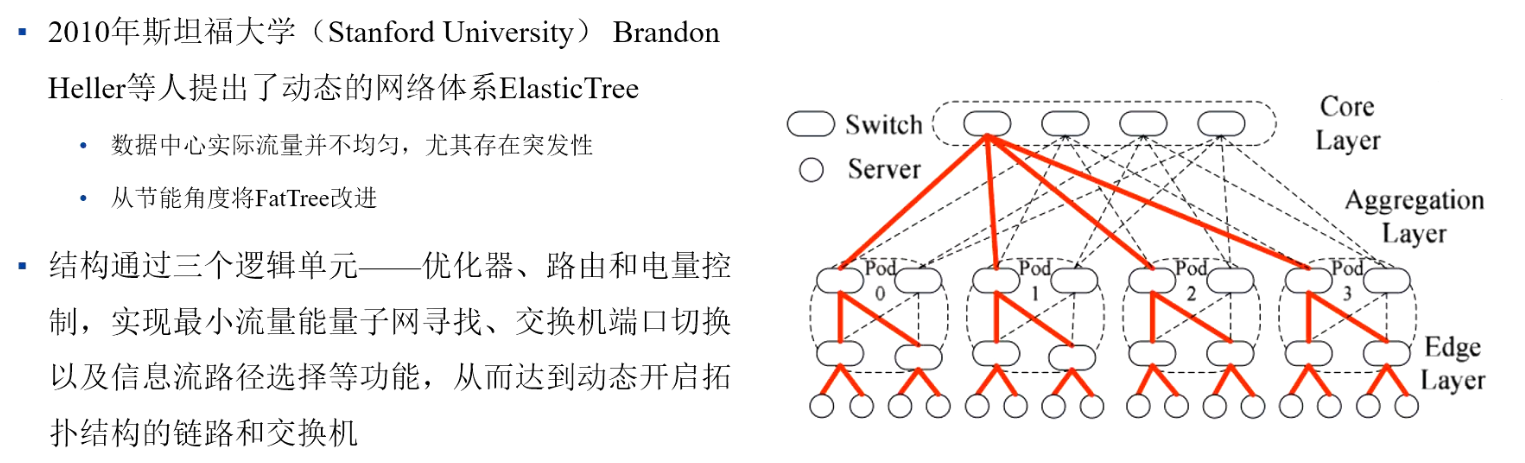 2010年斯坦福大学（Stanford University） Brandon
Heller等人提出了动态的网络体系ElasticTree
数据中心实际流量并不均匀，尤其存在突发性
从节能角度将FatTree改进
结构通过三个逻辑单元——优化器、路由和电量控
制，实现最小流量能量子网寻找、交换机端口切换
以及信息流路径选择等功能，从而达到动态开启拓
扑结构的链路和交换机
Switch
Server
Core
Layer
Aggregation
Layer
Pod
0
Pod
1
Pod
2
Pod
3
Edge
Layer